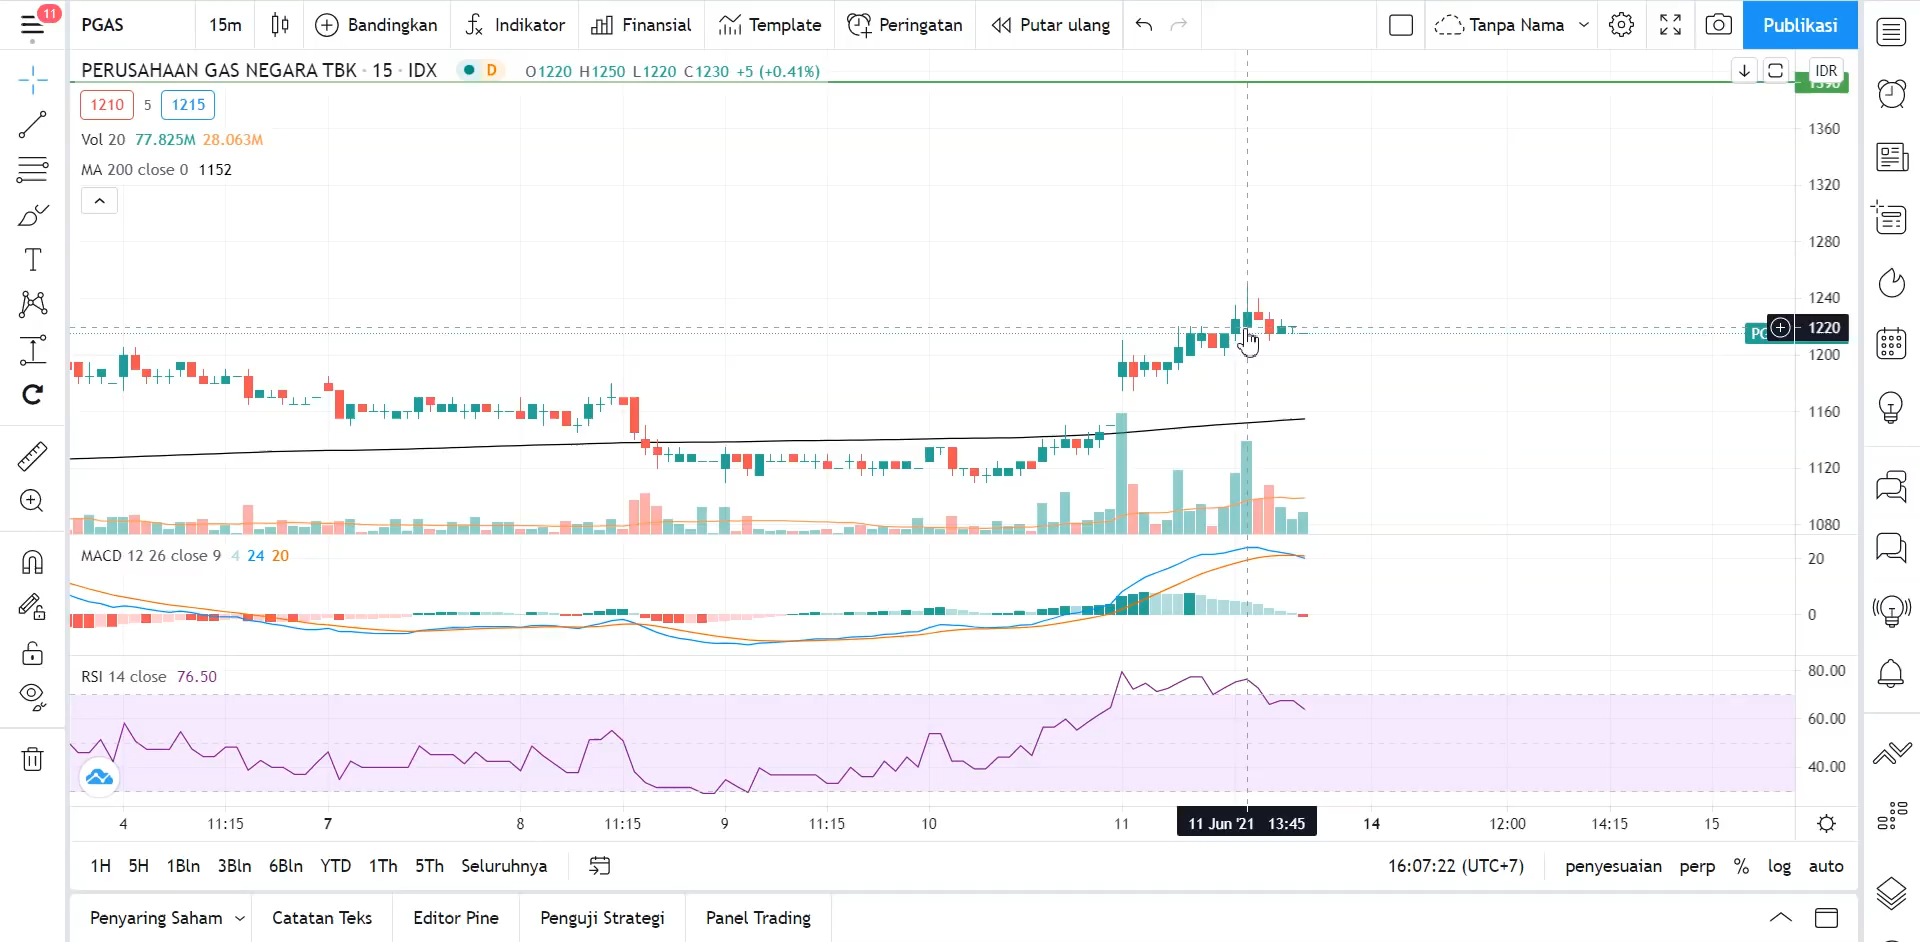 11
PGAS
15m
Bandingkan
Indikator
Finansial
Template
Peringatan
Putar ulang
Tanpa Nama
Publikasi
PERUSAHAAN GAS NEGARA TBK · 15 · IDX
D
O1220 H1250 L1220 C1230 +5 (+0.41%)
IDR
1390
1210 5 1215
Vol 20 77.825M 28.063M
MA 200 close 0 1152
1360
1320
1280
1240
PG
1220
1200
1160
1120
1080
MACD 12 26 close 9 4 24 20
20
0
RSI 14 close 76.50
80.00
60.00
40.00
4 11:15 7 8 11:15 9 11:15 10 11 11 Jun '21 13:45 14 12:00 14:15 15
1H 5H 1Bln 3Bln 6Bln YTD 1Th 5Th Seluruhnya
16:07:22 (UTC+7)
penyesuaian perp % log auto
Penyaring Saham
Catatan Teks
Editor Pine
Penguji Strategi
Panel Trading